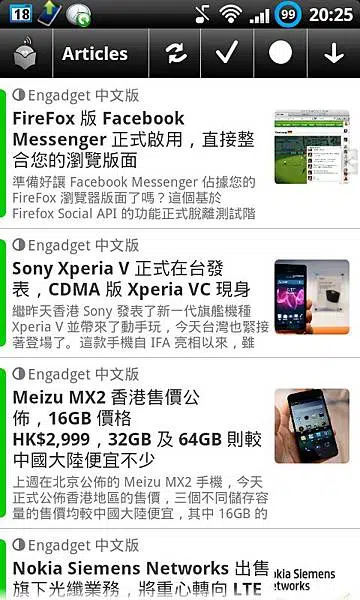 18
99
20:25
Articles
Engadget 中文版
FireFox 版 Facebook
Messenger 正式啟用，直接整
合您的瀏覽版面
準備好讓 Facebook Messenger 佔據您的
FireFox 瀏覽器版面了嗎？這個基於
Firefox Social API 的功能正式脫離測試階
Engadget 中文版
Sony Xperia V 正式在台發
表，CDMA 版 Xperia VC 現身
繼昨天香港 Sony 發表了新一代旗艦機種
Xperia V 並帶來了動手玩，今天台灣也緊接
著登場了。這款手機自 IFA 亮相以來，雖
Engadget 中文版
Meizu MX2 香港售價公
佈，16GB 價格
HK$2,999，32GB 及 64GB 則較
中國大陸便宜不少
上週在北京公佈的 Meizu MX2 手機，今天
正式公佈香港地區的售價，三個不同儲存容
量的售價均較中國大陸便宜，其中 16GB 的
Engadget 中文版
Nokia Siemens Networks 出售
旗下光纖業務，將重心轉向 LTE
Nokia Siemens
Networks